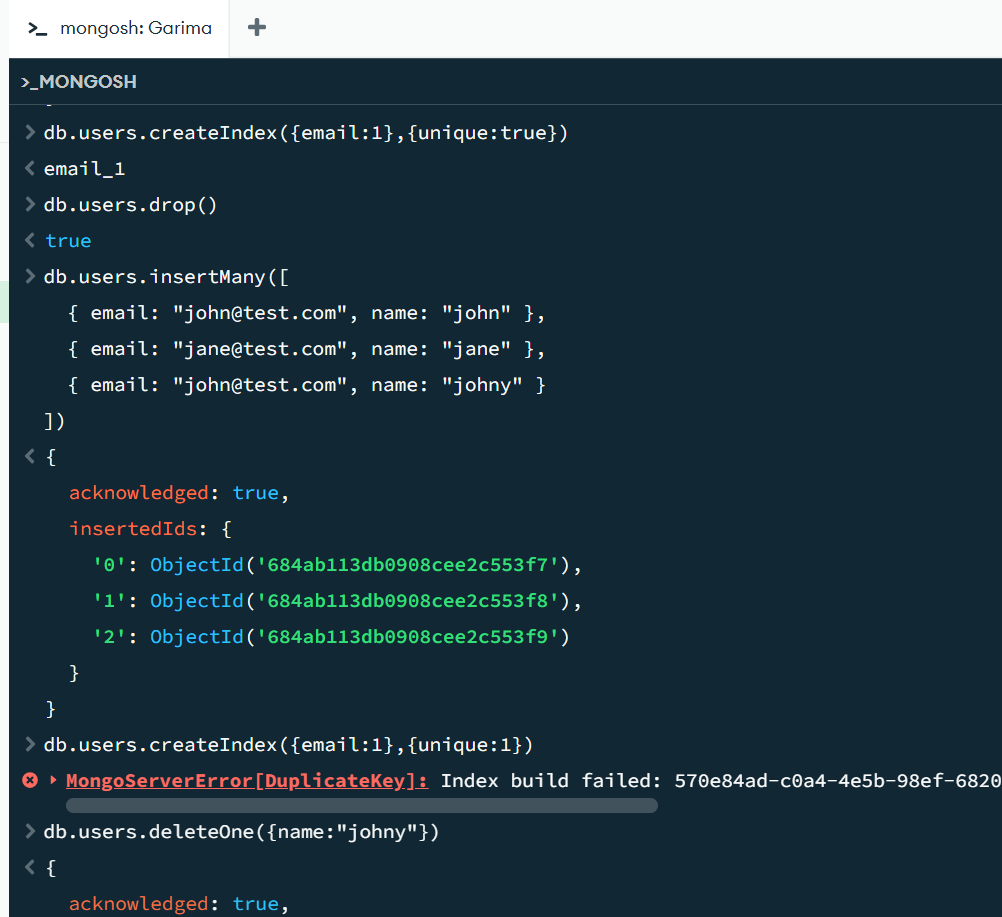 >_ mongosh: Garima +
>_MONGOSH
> db.users.createIndex({email:1},{unique:true})
< email_1
> db.users.drop()
< true
> db.users.insertMany([
{ email: "john@test.com", name: "john" },
{ email: "jane@test.com", name: "jane" },
{ email: "john@test.com", name: "johny" }
])
< {
acknowledged: true,
insertedIds: {
'0': ObjectId('684ab113db0908cee2c553f7'),
'1': ObjectId('684ab113db0908cee2c553f8'),
'2': ObjectId('684ab113db0908cee2c553f9')
}
}
> db.users.createIndex({email:1},{unique:1})
MongoServerError[DuplicateKey]: Index build failed: 570e84ad-c0a4-4e5b-98ef-6820
> db.users.deleteOne({name:"johny"})
< {
acknowledged: true,